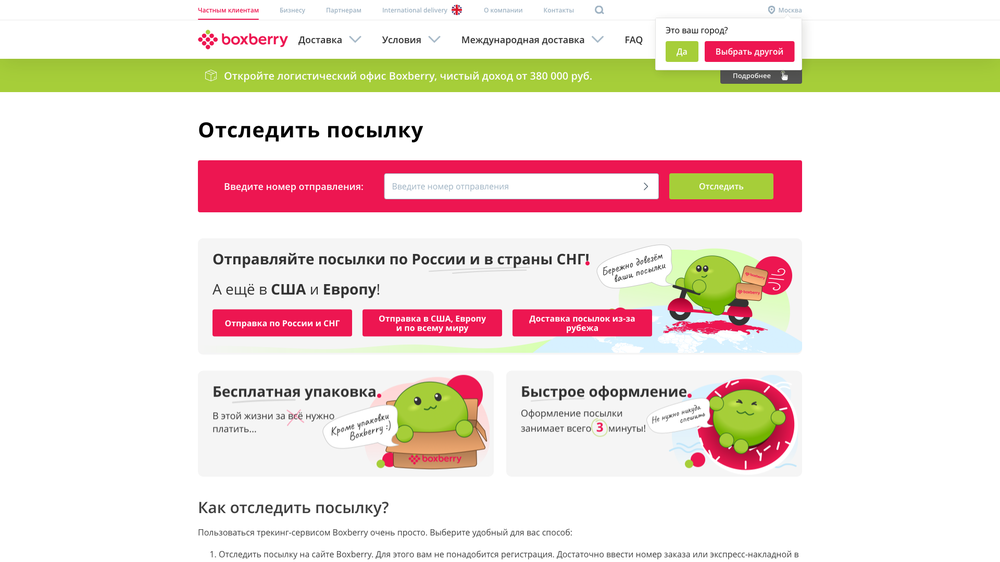 Частным клиентам
Бизнесу
Партнерам
International delivery
О компании
Контакты
Москва
boxberry
Доставка
Условия
Международная доставка
FAQ
Это ваш город?
Да
Выбрать другой
Откройте логистический офис Boxberry, чистый доход от 380 000 руб.
Подробнее
Отследить посылку
Введите номер отправления:
Введите номер отправления
Отследить
Отправляйте посылки по России и в страны СНГ!
А ещё в США и Европу!
Бережно довезём
ваши посылки
Отправка по России и СНГ
Отправка в США, Европу
и по всему миру
Доставка посылок из-за
рубежа
Бесплатная упаковка
В этой жизни за всё нужно
платить...
Кроме упаковки
Boxberry :)
boxberry
Быстрое оформление
Оформление посылки
занимает всего 3 минуты!
Не нужно никуда
спешить
Как отследить посылку?
Пользоваться трекинг-сервисом Boxberry очень просто. Выберите удобный для вас способ:
1. Отследить посылку на сайте Boxberry. Для этого вам не понадобится регистрация. Достаточно ввести номер заказа или экспресс-накладной в